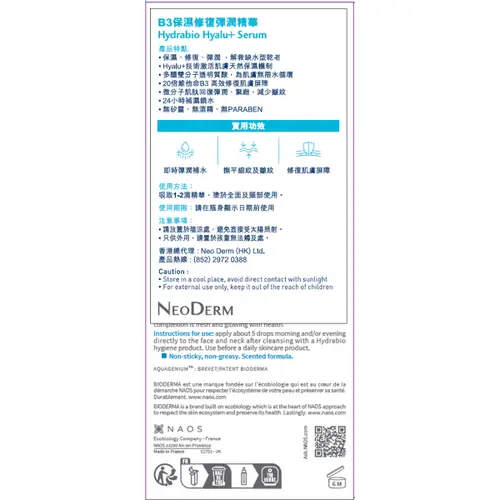 B3保濕修復彈潤精華
Hydrabio Hyalu+ Serum
產品特點:
• 保濕、修復、彈潤、解救缺水型乾老
• Hyalu+技術激活肌膚天然保濕機制
• 多醣雙分子透明質酸，為肌膚無限水循環
• 20倍維他命B3 高效修復肌膚屏障
• 微分子肌肽回復彈潤、緊緻、減少皺紋
• 24小時補濕鎖水
• 無矽靈、無酒精、無PARABEN
實用功效
即時彈潤補水
撫平細紋及皺紋
修復肌膚屏障
使用方法：
吸取1-2滴精華，塗於全面及頸部使用。
使用期限：請在瓶身顯示日期前使用
注意事項：
• 請放置於陰涼處，避免直接受太陽照射。
• 只供外用。請置於孩童無法觸及處。
香港總代理：Neo Derm (HK) Ltd.
產品熱線：(852) 2972 0388
Caution :
• Store in a cool place, avoid direct contact with sunlight
• For external use only, keep it out of the reach of children
NEODERM
complexion is fresh and glowing with health.
Instructions for use: apply about 5 drops morning and/or evening
directly to the face and neck after cleansing with a Hydrabio
hygiene product. Use before a daily skincare product.
■ Non-sticky, non-greasy. Scented formula.
AQUAGENIUM™ : BREVET/PATENT BIODERMA
BIODERMA est une marque fondée sur l'écobiologie qui est au cœur de la
démarche NAOS pour respecter l'écosystème de votre peau et préserver sa santé.
Durablement. www.naos.com
BIODERMA is a brand built on ecobiology which is at the heart of NAOS approach
to respect the skin ecosystem and preserve its health. Lastingly. www.naos.com
NAOS
Ecobiology Company - France
NAOS 13290 Aix-en-Provence
Made in France
Ask.NAOS.com
FR
6 M